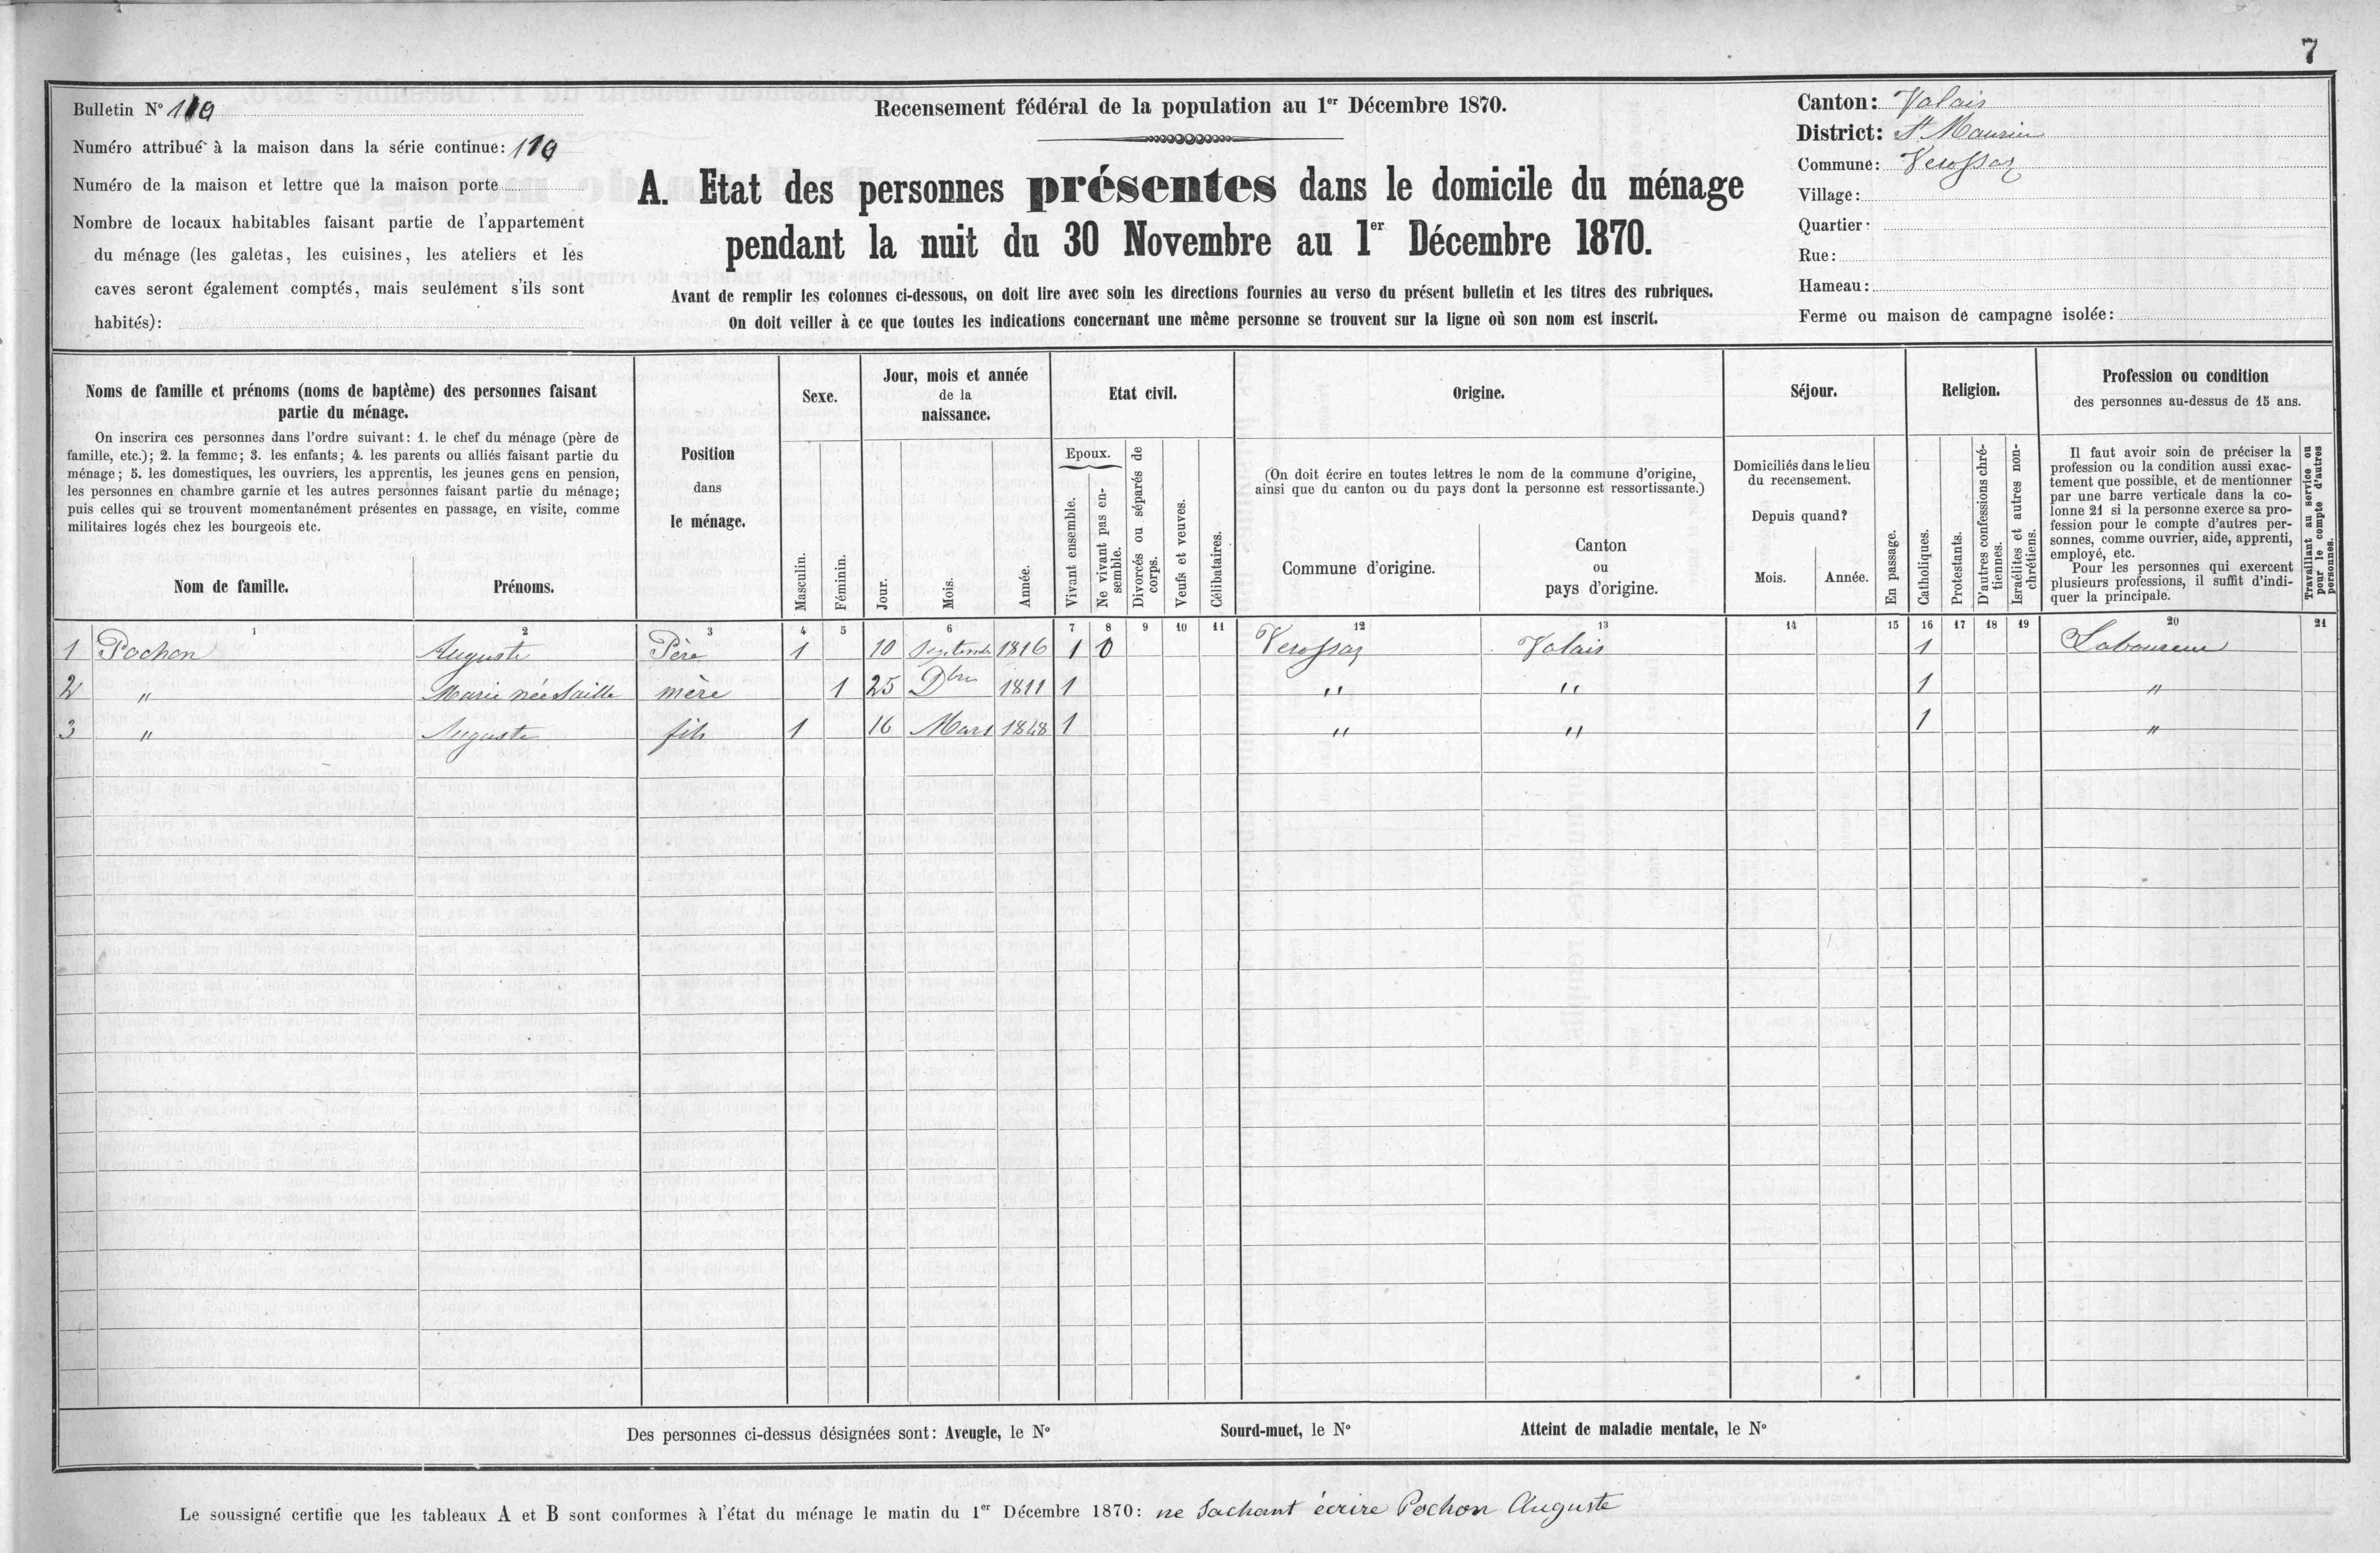 7
Bulletin N° 119
Numéro attribué à la maison dans la série continue: 119
Numéro de la maison et lettre que la maison porte
Nombre de locaux habitables faisant partie de l'appartement
du ménage (les galetas, les cuisines, les ateliers et les
caves seront également comptés, mais seulement s'ils sont
habités):
Recensement fédéral de la population au 1er Décembre 1870.
A. Etat des personnes présentes dans le domicile du ménage
pendant la nuit du 30 Novembre au 1er Décembre 1870.
Avant de remplir les colonnes ci-dessous, on doit lire avec soin les directions fournies au verso du présent bulletin et les titres des rubriques.
On doit veiller à ce que toutes les indications concernant une même personne se trouvent sur la ligne où son nom est inscrit.
Canton: Valais
District: St Maurice
Commune: Verossaz
Village:
Quartier:
Rue:
Hameau:
Ferme ou maison de campagne isolée:
Noms de famille et prénoms (noms de baptême) des personnes faisant
partie du ménage.
On inscrira ces personnes dans l'ordre suivant: 1. le chef du ménage (père de
famille, etc.); 2. la femme; 3. les enfants; 4. les parents ou alliés faisant partie du
ménage; 5. les domestiques, les ouvriers, les apprentis, les jeunes gens en pension,
les personnes en chambre garnie et les autres personnes faisant partie du ménage;
puis celles qui se trouvent momentanément présentes en passage, en visite, comme
militaires logés chez les bourgeois etc.
Nom de famille.
Prénoms.
Position
dans
le ménage.
Sexe.
Masculin.
Féminin.
Jour, mois et année
de la
naissance.
Jour.
Mois.
Année.
Etat civil.
Epoux.
Vivant ensemble.
Ne vivant pas en-
semble.
Divorcés ou séparés de
corps.
Veufs et veuves.
Célibataires.
Origine.
(On doit écrire en toutes lettres le nom de la commune d'origine,
ainsi que du canton ou du pays dont la personne est ressortissante.)
Commune d'origine.
Canton
ou
pays d'origine.
Séjour.
Domiciliés dans le lieu
du recensement.
Depuis quand?
Mois.
Année.
En passage.
Religion.
Catholiques.
Protestants.
D'autres confessions chré-
tiennes.
Israélites et autres non-
chrétiens.
Profession ou condition
des personnes au-dessus de 15 ans.
Il faut avoir soin de préciser la
profession ou la condition aussi exac-
tement que possible, et de mentionner
par une barre verticale dans la co-
lonne 21 si la personne exerce sa pro-
fession pour le compte d'autres per-
sonnes, comme ouvrier, aide, apprenti,
employé, etc.
Pour les personnes qui exercent
plusieurs professions, il suffit d'indi-
quer la principale.
Travaillant au service ou
pour le compte d'autres
personnes.
1 2 3 4 5 6 7 8 9 10 11 12 13 14 15 16 17 18 19 20 21
1 Pochon Auguste Père 1 10 Septembre 1816 1 0 Verossaz Valais 1 Laboureur
2 " Marie née Saille mère 1 25 Dbre 1811 1 " " 1 "
3 " Auguste fils 1 16 Mars 1848 1 " " 1 "
Des personnes ci-dessus désignées sont: Aveugle, le N° Sourd-muet, le N° Atteint de maladie mentale, le N°
Le soussigné certifie que les tableaux A et B sont conformes à l'état du ménage le matin du 1er Décembre 1870: ne sachant écrire Pochon Auguste